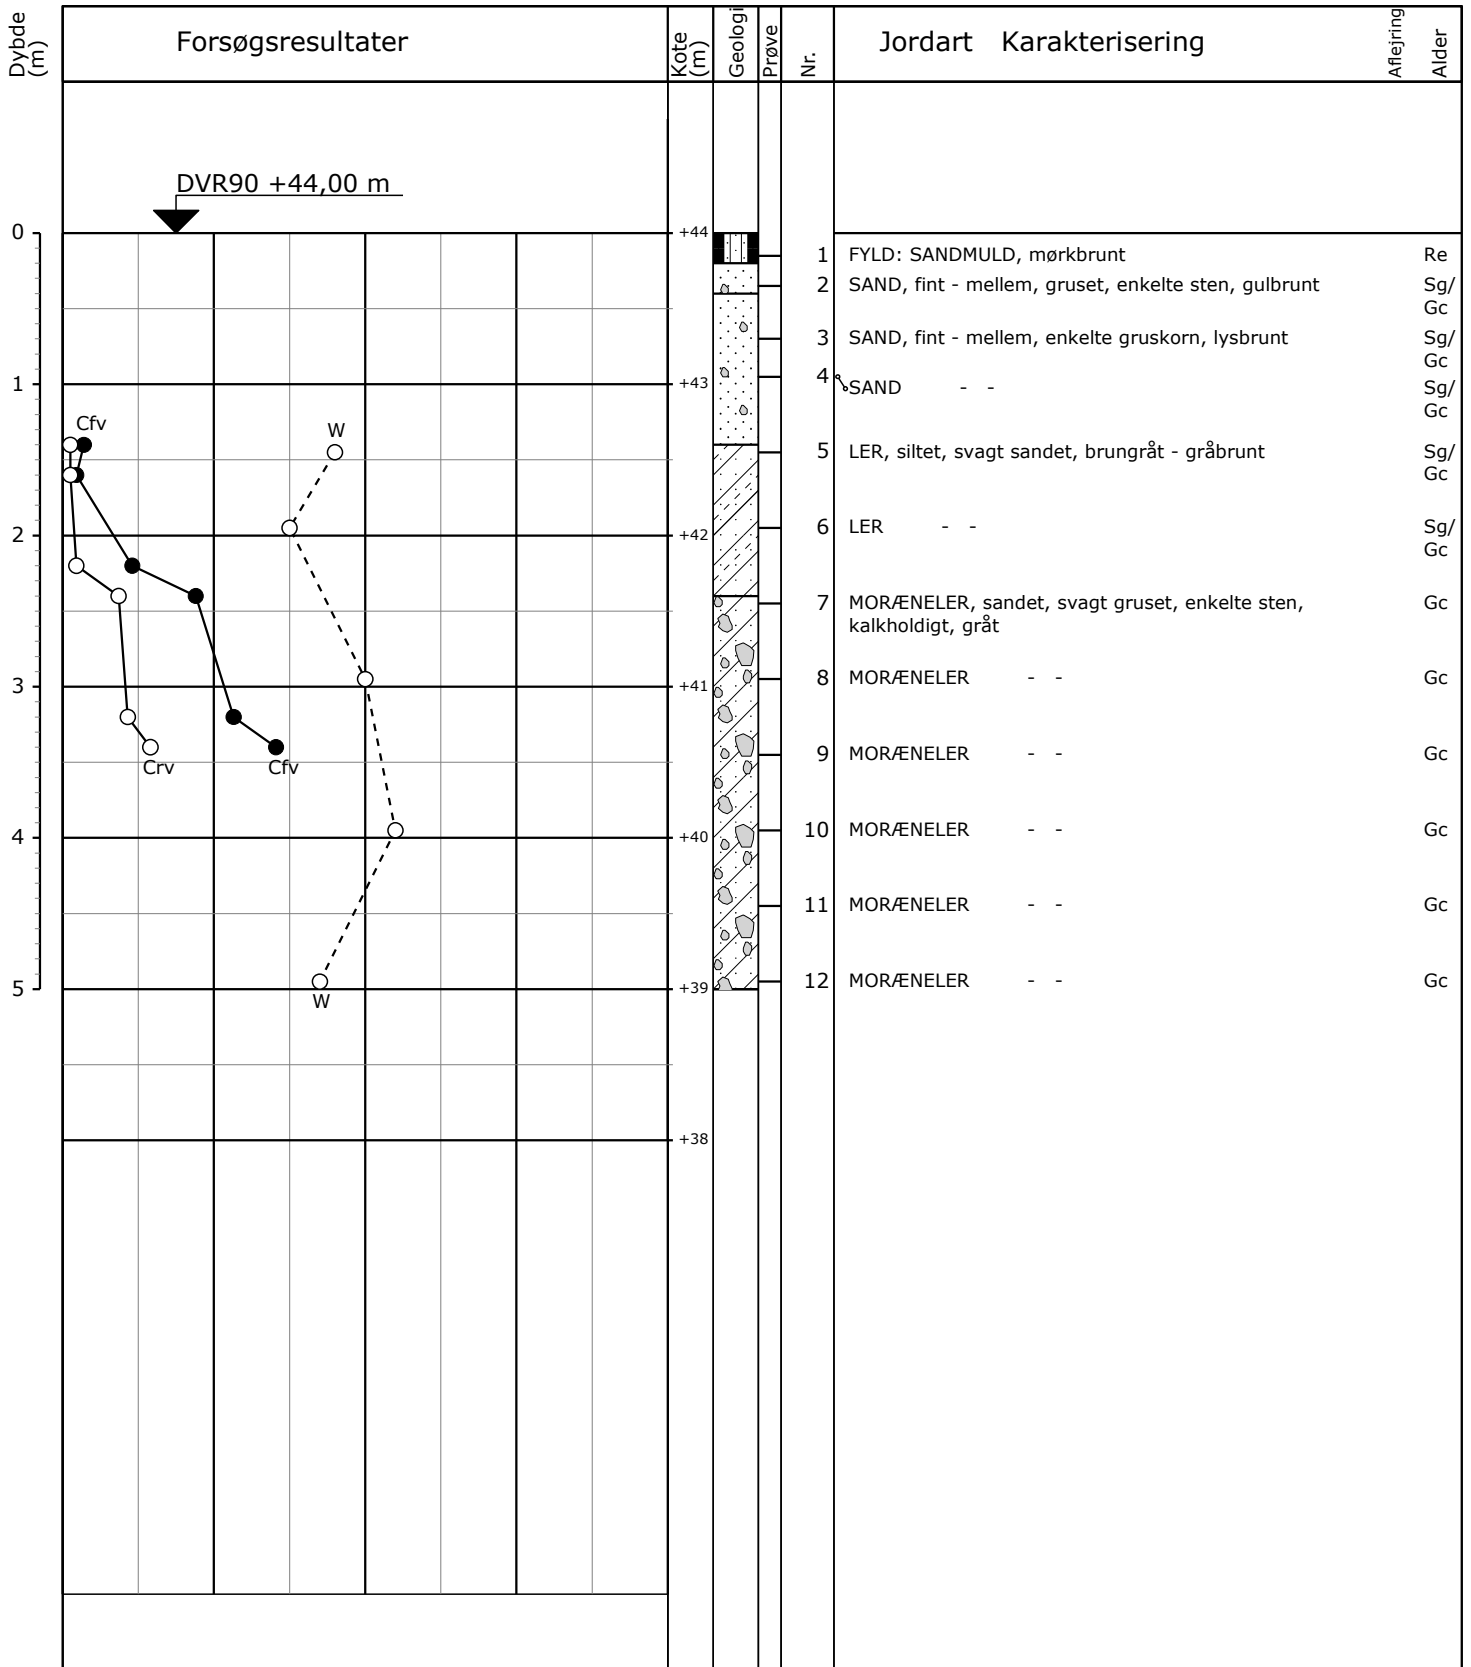 Dybde (m)
Forsøgsresultater
Kote (m)
Geologi
Prøve
Nr.
Jordart Karakterisering
Aflejring
Alder
DVR90 +44,00 m
0
+44
1 FYLD: SANDMULD, mørkbrunt Re
2 SAND, fint - mellem, gruset, enkelte sten, gulbrunt Sg/
Gc
3 SAND, fint - mellem, enkelte gruskorn, lysbrunt Sg/
Gc
1
+43
4 SAND - - Sg/
Gc
Cfv
W
5 LER, siltet, svagt sandet, brungråt - gråbrunt Sg/
Gc
2
+42
6 LER - - Sg/
Gc
7 MORÆNELER, sandet, svagt gruset, enkelte sten, Gc
kalkholdigt, gråt
3
+41
8 MORÆNELER - - Gc
Crv
Cfv
9 MORÆNELER - - Gc
4
+40
10 MORÆNELER - - Gc
11 MORÆNELER - - Gc
5
+39
12 MORÆNELER - - Gc
W
+38